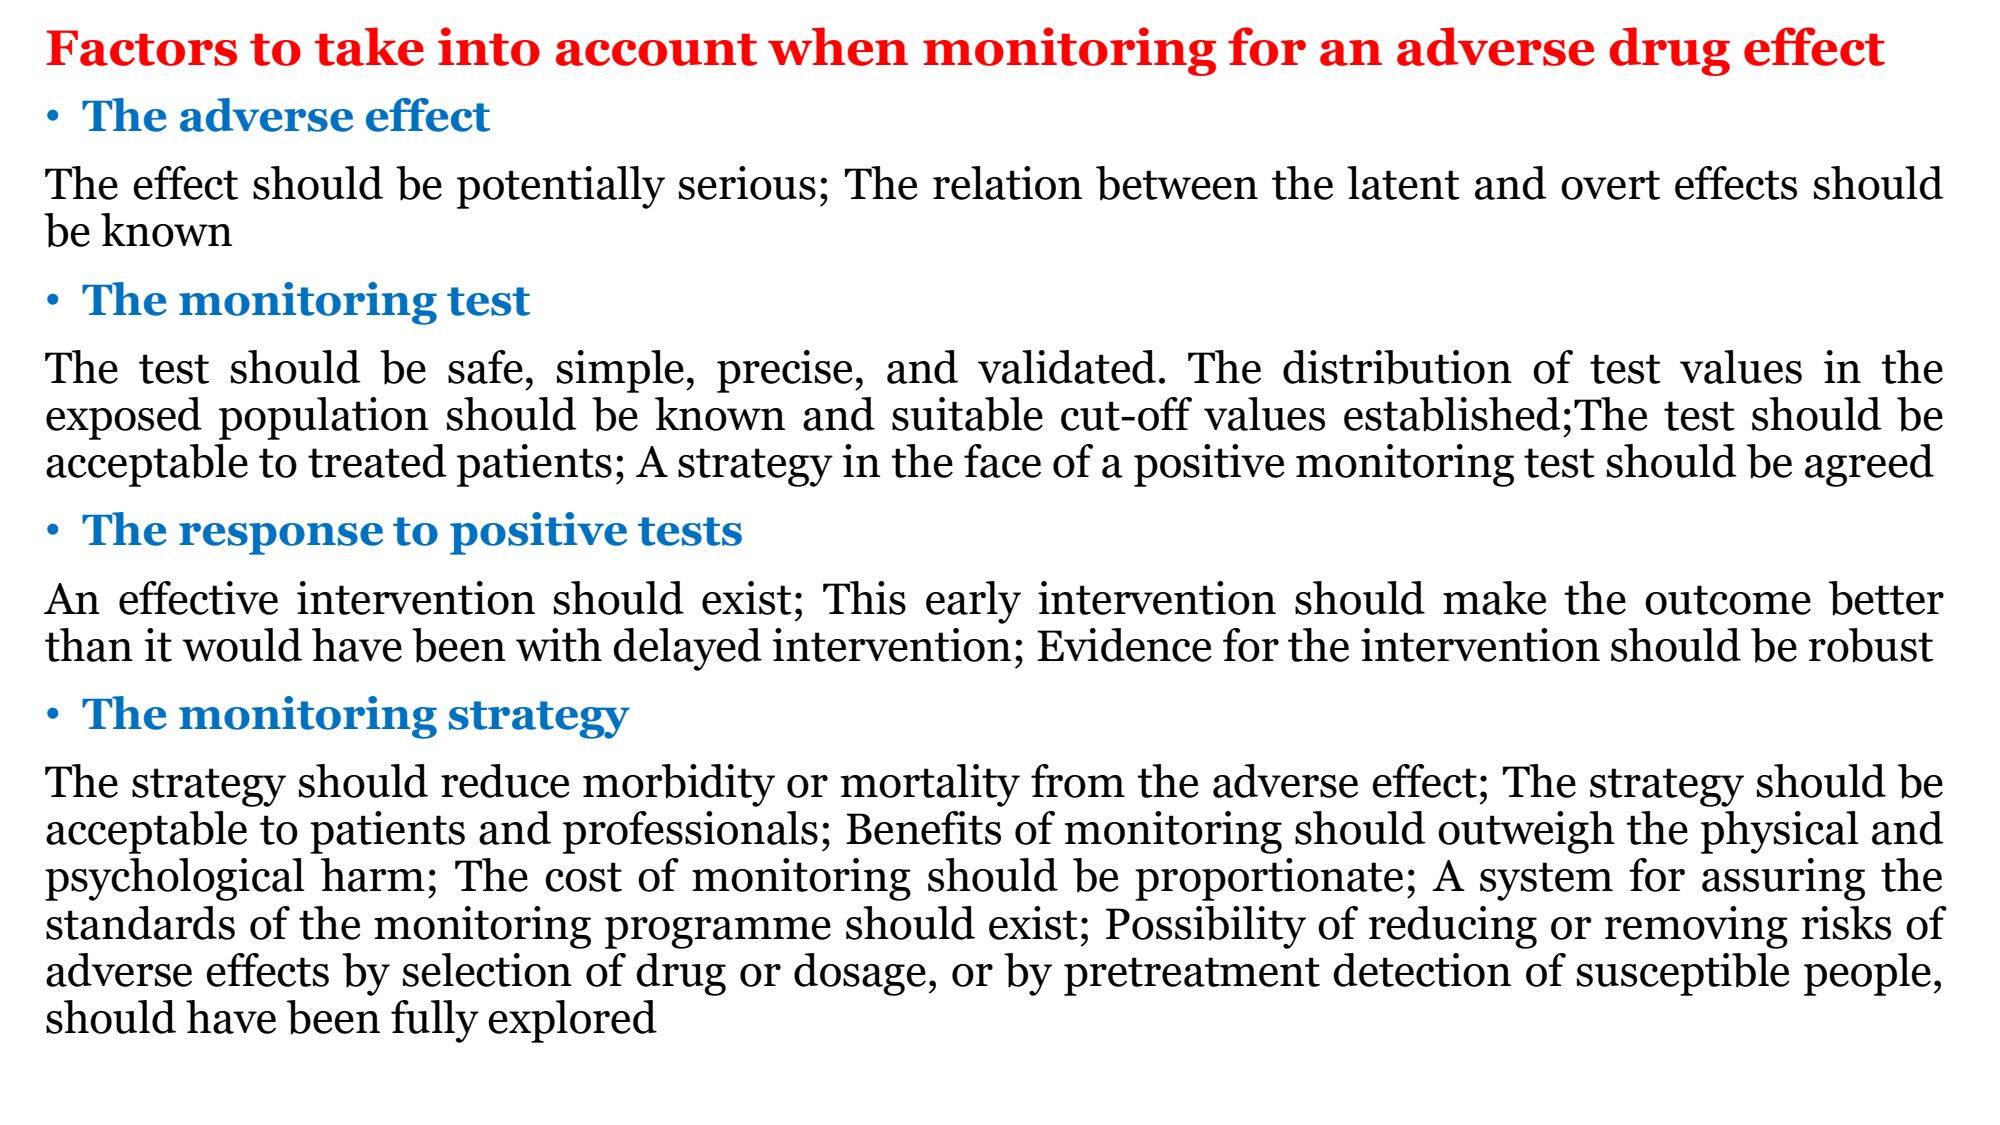 Factors to take into account when monitoring for an adverse drug effect
• The adverse effect
The effect should be potentially serious; The relation between the latent and overt effects should
be known
• The monitoring test
The test should be safe, simple, precise, and validated. The distribution of test values in the
exposed population should be known and suitable cut-off values established;The test should be
acceptable to treated patients; A strategy in the face of a positive monitoring test should be agreed
• The response to positive tests
An effective intervention should exist; This early intervention should make the outcome better
than it would have been with delayed intervention; Evidence for the intervention should be robust
• The monitoring strategy
The strategy should reduce morbidity or mortality from the adverse effect; The strategy should be
acceptable to patients and professionals; Benefits of monitoring should outweigh the physical and
psychological harm; The cost of monitoring should be proportionate; A system for assuring the
standards of the monitoring programme should exist; Possibility of reducing or removing risks of
adverse effects by selection of drug or dosage, or by pretreatment detection of susceptible people,
should have been fully explored